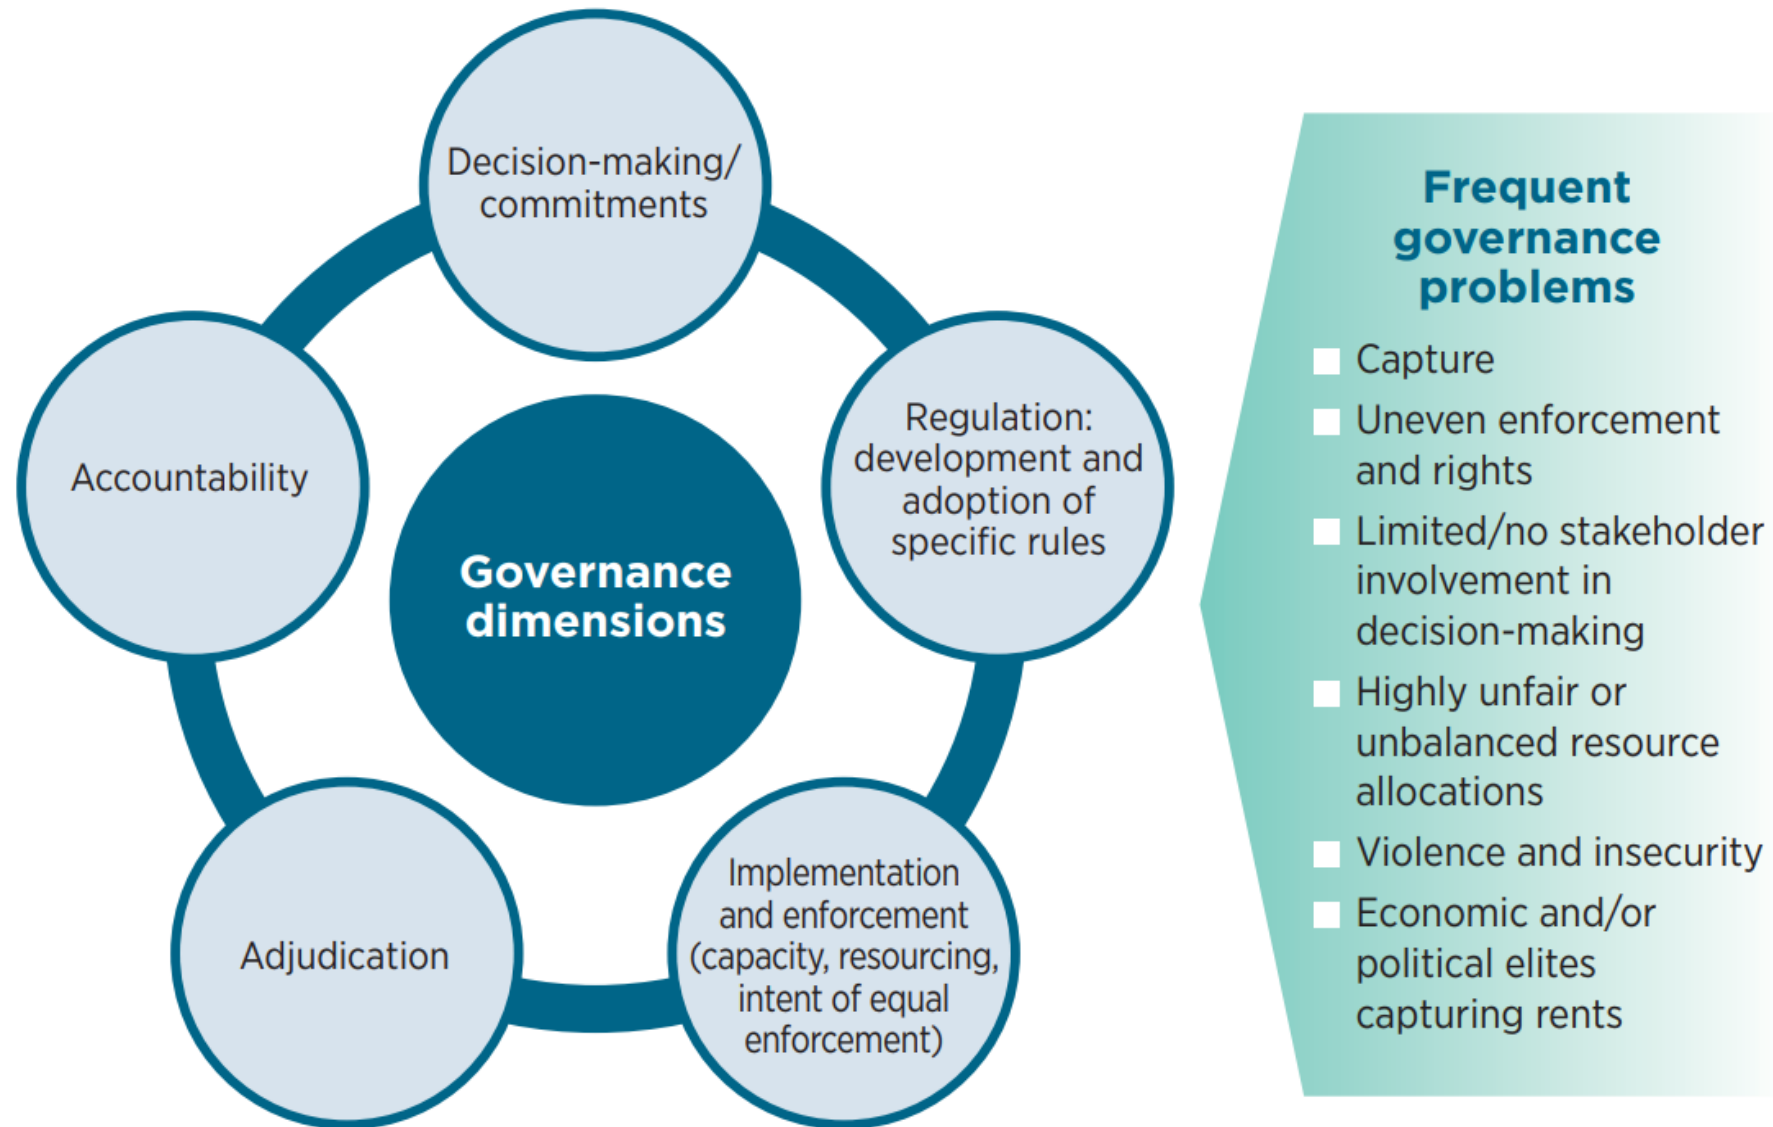 Decision-making/
commitments
Regulation:
development and
adoption of
specific rules
Implementation
and enforcement
(capacity, resourcing,
intent of equal
enforcement)
Adjudication
Accountability
Governance
dimensions
Frequent
governance
problems
Capture
Uneven enforcement
and rights
Limited/no stakeholder
involvement in
decision-making
Highly unfair or
unbalanced resource
allocations
Violence and insecurity
Economic and/or
political elites
capturing rents